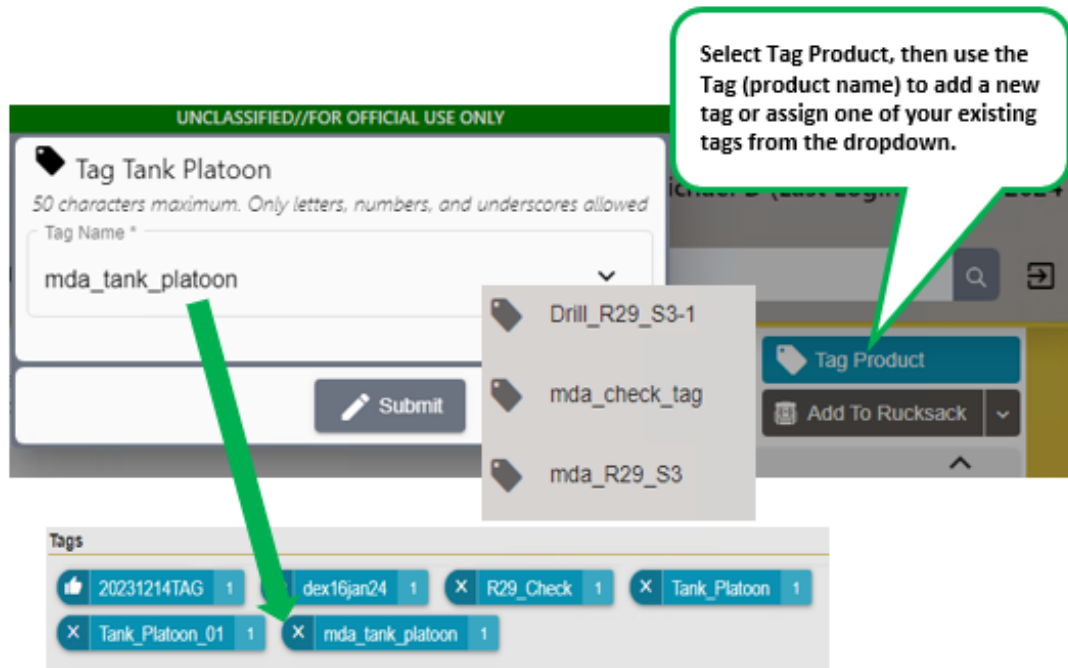 Select Tag Product, then use the
Tag (product name) to add a new
tag or assign one of your existing
tags from the dropdown.
UNCLASSIFIED//FOR OFFICIAL USE ONLY
Tag Tank Platoon
50 characters maximum. Only letters, numbers, and underscores allowed
Tag Name *
mda_tank_platoon
Drill_R29_S3-1
mda_check_tag
mda_R29_S3
Submit
Tag Product
Add To Rucksack
Tags
20231214TAG 1
dex16jan24 1
R29_Check 1
Tank_Platoon 1
Tank_Platoon_01 1
mda_tank_platoon 1